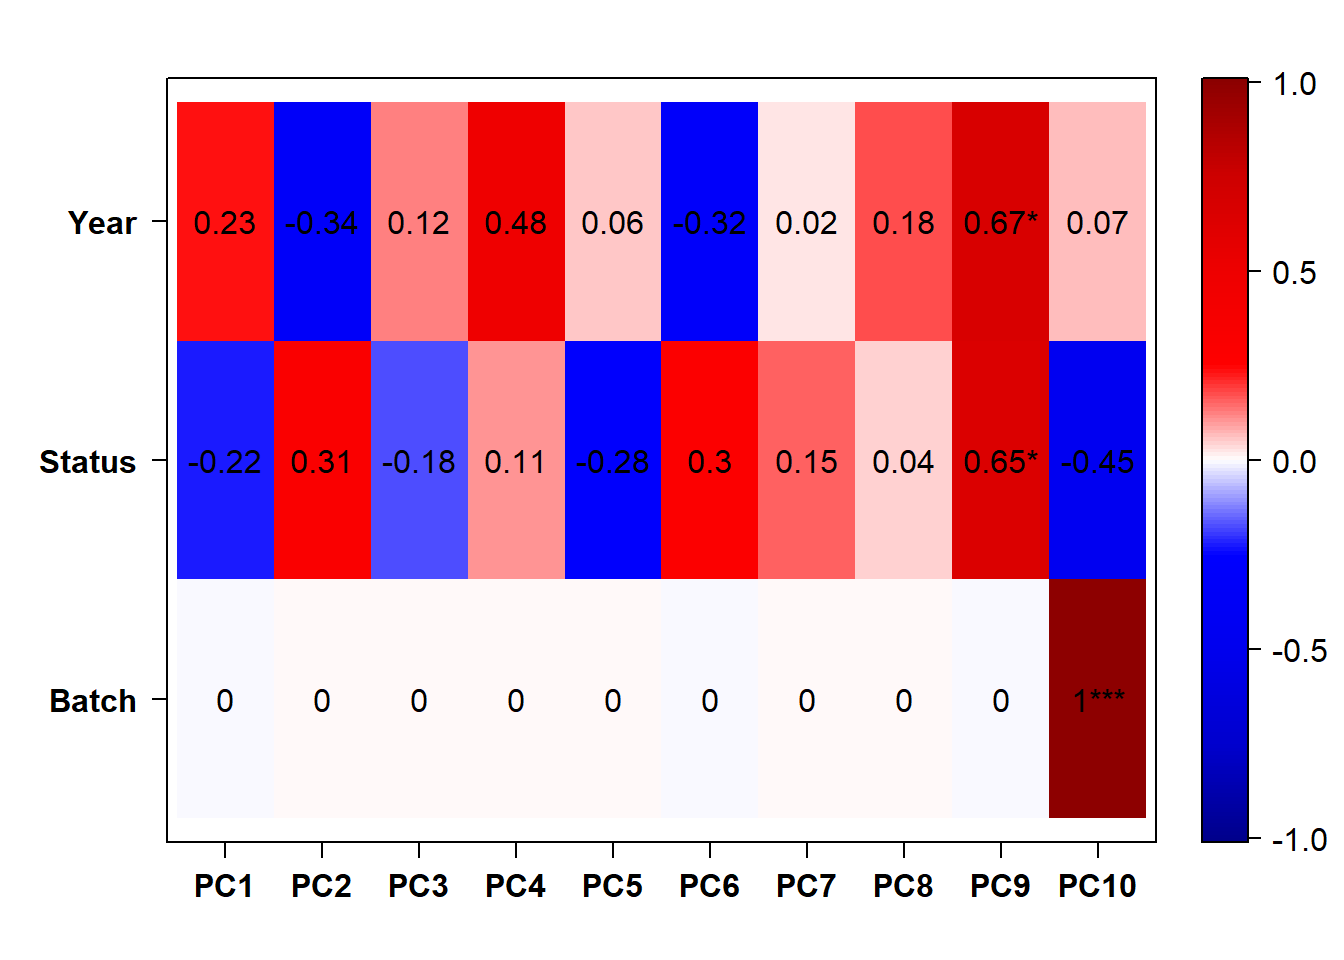 1.0
Year 0.23 -0.34 0.12 0.48 0.06 -0.32 0.02 0.18 0.67* 0.07
0.5
Status -0.22 0.31 -0.18 0.11 -0.28 0.3 0.15 0.04 0.65* -0.45
0.0
-0.5
Batch 0 0 0 0 0 0 0 0 0 1***
-1.0
PC1 PC2 PC3 PC4 PC5 PC6 PC7 PC8 PC9 PC10